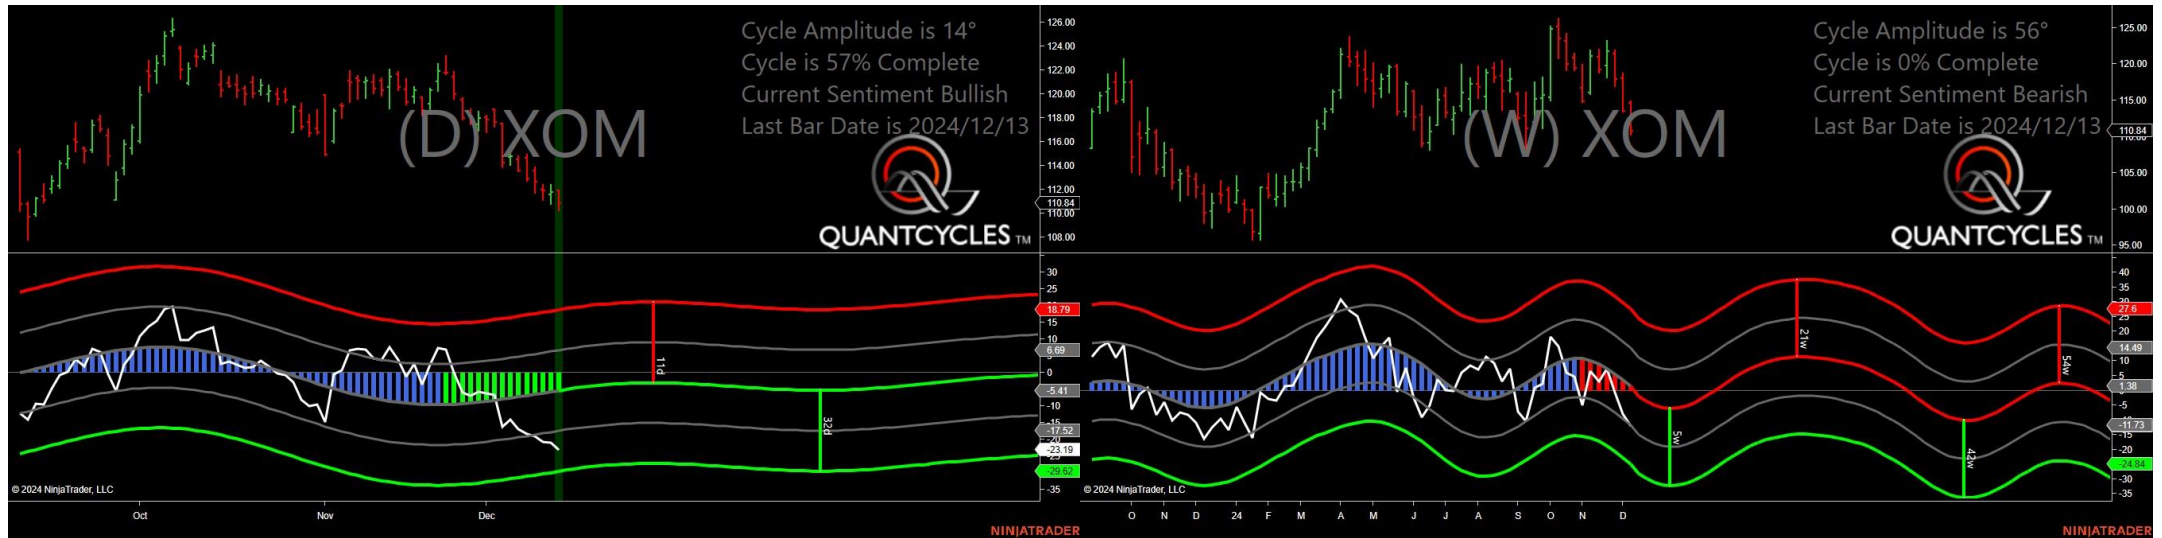 Cycle Amplitude is 14°
Cycle is 57% Complete
Current Sentiment Bullish
Last Bar Date is 2024/12/13
(D) XOM
QUANTCYCLES TM
126.00
124.00
122.00
120.00
118.00
116.00
114.00
112.00
110.84
110.00
108.00
30
25
18.79
15
6.69
0
-5.41
-10
-17.52
-23.19
-29.62
-35
11d
32d
© 2024 NinjaTrader, LLC
Oct Nov Dec
NINJATRADER
Cycle Amplitude is 56°
Cycle is 0% Complete
Current Sentiment Bearish
Last Bar Date is 2024/12/13
(W) XOM
QUANTCYCLES TM
125.00
120.00
115.00
110.84
105.00
100.00
95.00
40
35
27.6
25
20
14.49
10
5
1.38
-5
-11.73
-15
-20
-24.84
-30
-35
21w
54w
5w
42w
© 2024 NinjaTrader, LLC
O N D 24 F M A M J J A S O N D
NINJATRADER